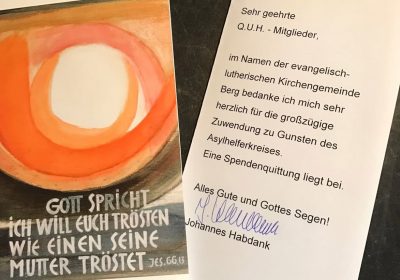 GOTT SPRICHT
ICH WILL EUCH TRÖSTEN
WIE EINEN SEINE
MUTTER TRÖSTET JES.66 13
Sehr geehrte
Q.U.H. - Mitglieder,
im Namen der evangelisch-
lutherischen Kirchengemeinde
Berg bedanke ich mich sehr
herzlich für die großzügige
Zuwendung zu Gunsten des
Asylhelferkreises.
Eine Spendenquittung liegt bei.
Alles Gute und Gottes Segen!
Johannes Habdank